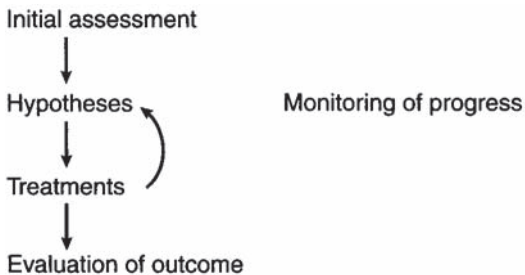 Initial assessment
Hypotheses
Monitoring of progress
Treatments
Evaluation of outcome